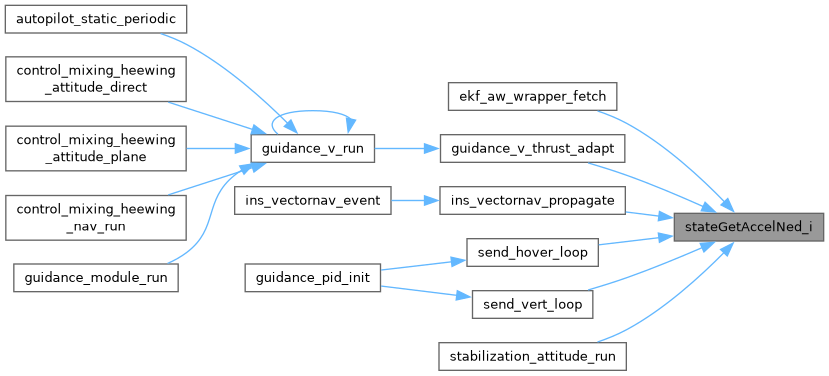 autopilot_static_periodic
control_mixing_heewing
_attitude_direct
control_mixing_heewing
_attitude_plane
control_mixing_heewing
_nav_run
guidance_module_run
guidance_v_run
ins_vectornav_event
guidance_pid_init
ekf_aw_wrapper_fetch
guidance_v_thrust_adapt
ins_vectornav_propagate
send_hover_loop
send_vert_loop
stabilization_attitude_run
stateGetAccelNed_i